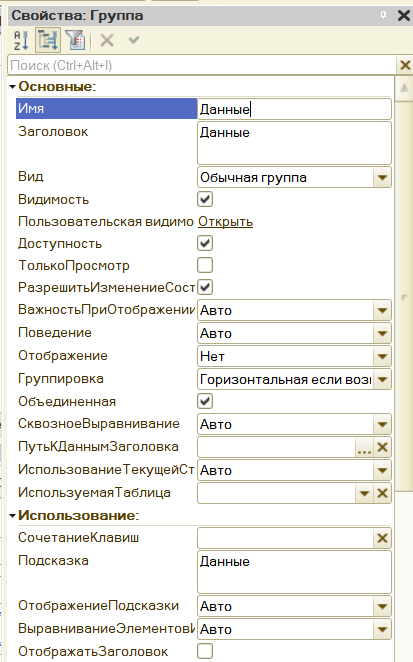 Свойства: Группа
Поиск (Ctrl+Alt+I)
Основные:
Имя Данные
Заголовок Данные
Вид Обычная группа
Видимость
Пользовательская видимо Открыть
Доступность
ТолькоПросмотр
РазрешитьИзменениеСост
ВажностьПриОтображении Авто
Поведение Авто
Отображение Нет
Группировка Горизонтальная если возм
Объединенная
СквозноеВыравнивание Авто
ПутьКДаннымЗаголовка ...
ИспользованиеТекущейСт Авто
ИспользуемаяТаблица
Использование:
СочетаниеКлавиш
Подсказка Данные
ОтображениеПодсказки Авто
ВыравниваниеЭлементовИ Авто
ОтображатьЗаголовок